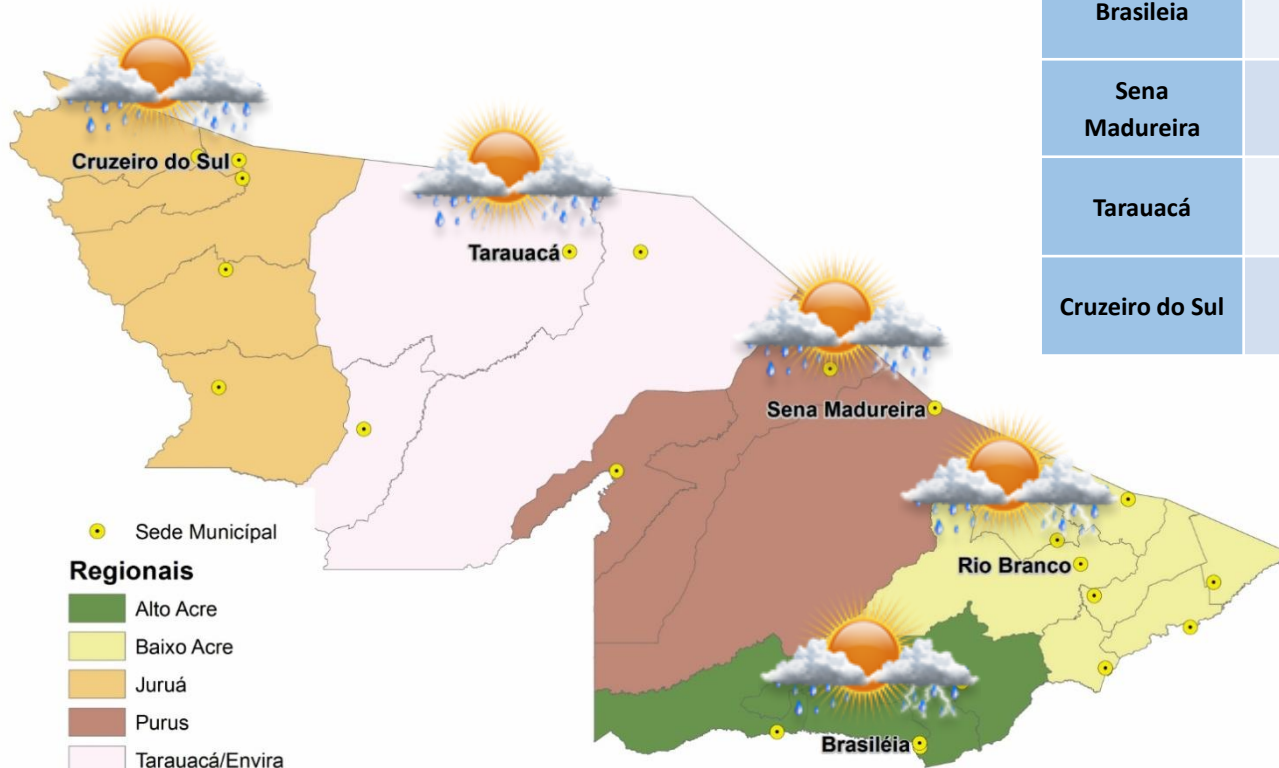 Brasileia
Sena
Madureira
Tarauacá
Cruzeiro do Sul
Cruzeiro do Sul
Tarauacá
Sena Madureira
Rio Branco
Brasiléia
Sede Municípal
Regionais
Alto Acre
Baixo Acre
Juruá
Purus
Tarauacá/Envira